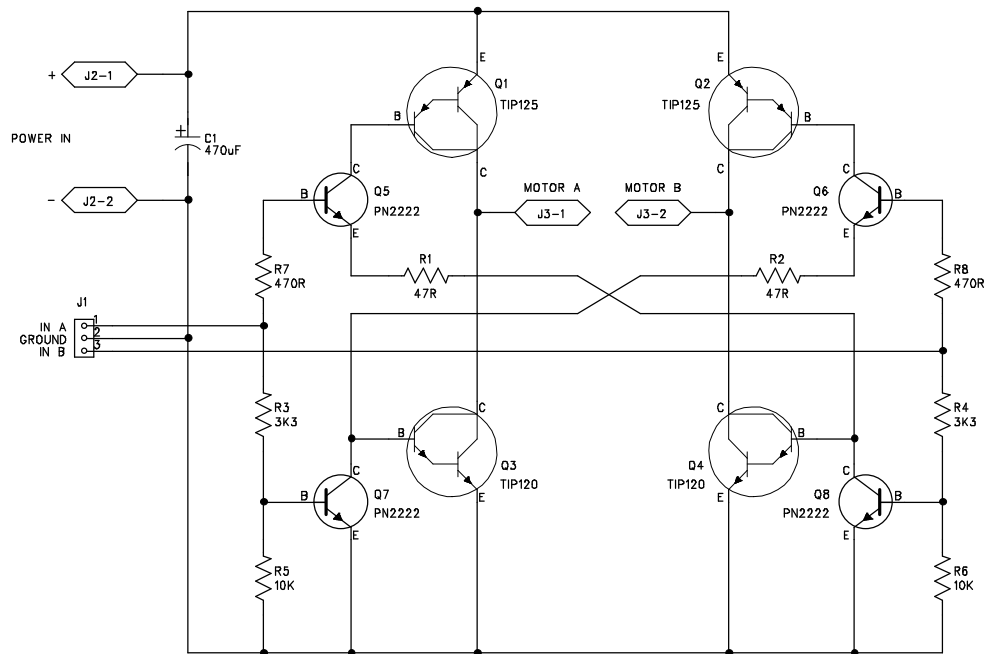 E
E
+ J2-1
Q1
TIP125
Q2
TIP125
B
B
POWER IN
+
C1
470uF
C
C
C
C
- J2-2
B
Q5
PN2222
MOTOR A
J3-1
MOTOR B
J3-2
Q6
PN2222
B
E
E
R1
47R
R2
47R
R7
470R
R8
470R
J1
IN A 1
GROUND 2
IN B 3
R3
3K3
R4
3K3
C
C
B
B
Q3
TIP120
Q4
TIP120
C
C
B
Q7
PN2222
E
E
Q8
PN2222
B
E
E
R5
10K
R6
10K